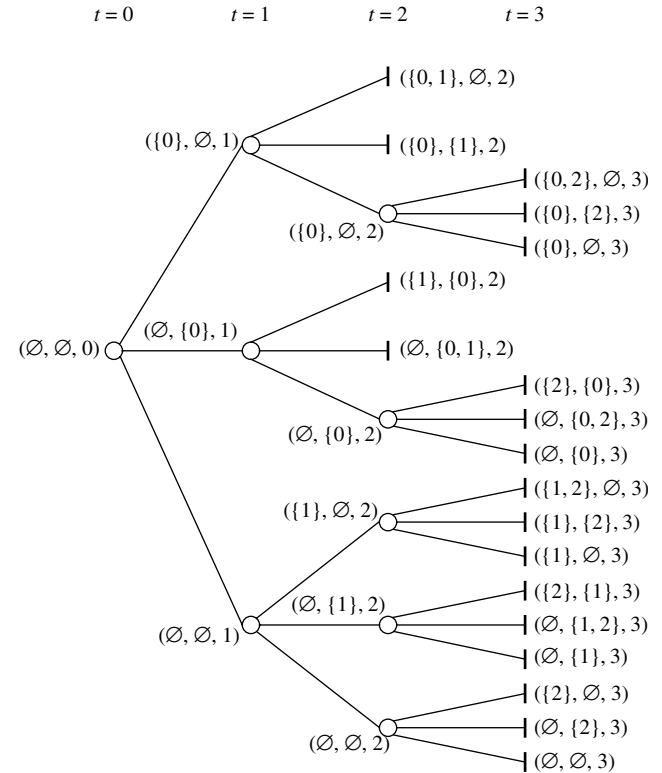 t = 0 t = 1 t = 2 t = 3
({0, 1}, ∅, 2)
({0}, ∅, 1)
({0}, {1}, 2)
({0, 2}, ∅, 3)
({0}, {2}, 3)
({0}, ∅, 2)
({0}, ∅, 3)
({1}, {0}, 2)
(∅, {0}, 1)
(∅, ∅, 0)
(∅, {0, 1}, 2)
({2}, {0}, 3)
(∅, {0, 2}, 3)
(∅, {0}, 2)
(∅, {0}, 3)
({1, 2}, ∅, 3)
({1}, ∅, 2)
({1}, {2}, 3)
({1}, ∅, 3)
({2}, {1}, 3)
(∅, {1}, 2)
(∅, {1, 2}, 3)
(∅, ∅, 1)
(∅, {1}, 3)
({2}, ∅, 3)
(∅, {2}, 3)
(∅, ∅, 2)
(∅, ∅, 3)